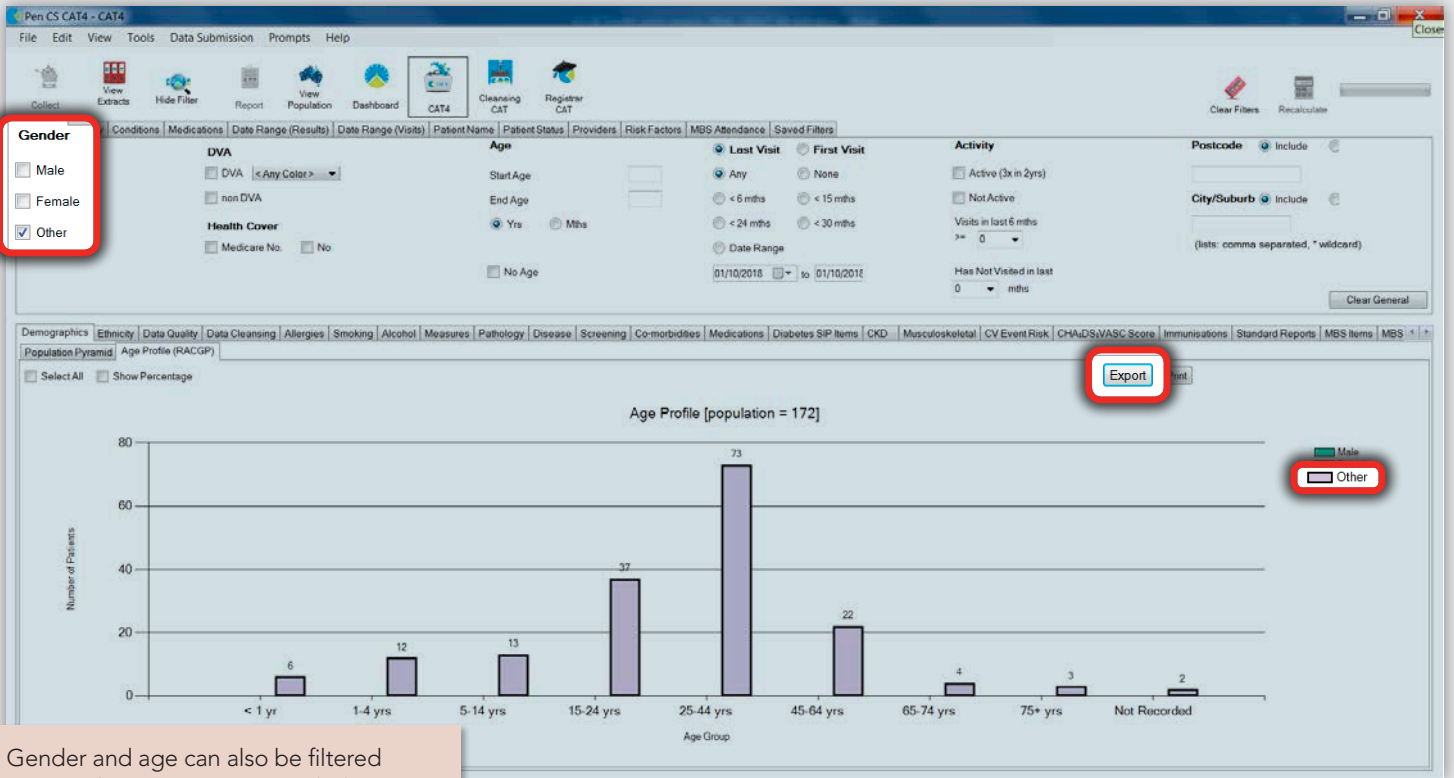 Pen CS CAT4 - CAT4
Close
File Edit View Tools Data Submission Prompts Help
Collect
View Extracts
Hide Filter
Report
View Population
Dashboard
CAT4
Cleansing CAT
Registrar CAT
Clear Filters
Recalculate
Conditions Medications Date Range (Results) Date Range (Visits) Patient Name Patient Status Providers Risk Factors MBS Attendance Saved Filters
Gender
Male
Female
Other
DVA
DVA <Any Color>
non DVA
Health Cover
Medicare No. No
Age
Start Age
End Age
Yrs Mths
No Age
Last Visit First Visit
Any None
< 6 mths < 15 mths
< 24 mths < 30 mths
Date Range
01/10/2018 to 01/10/2018
Activity
Active (3x in 2yrs)
Not Active
Visits in last 6 mths
>= 0
Has Not Visited in last
0 mths
Postcode Include
City/Suburb Include
(lists: comma separated, * wildcard)
Clear General
Demographics Ethnicity Data Quality Data Cleansing Allergies Smoking Alcohol Measures Pathology Disease Screening Co-morbidities Medications Diabetes SIP Items CKD Musculoskeletal CV Event Risk CHA₂DS₂VASC Score Immunisations Standard Reports MBS Items MBS
Population Pyramid Age Profile (RACGP)
Select All Show Percentage
Export
Age Profile [population = 172]
Male
Other
Number of Patients
80
60
40
20
0
6
12
13
37
73
22
4
3
2
< 1 yr 1-4 yrs 5-14 yrs 15-24 yrs 25-44 yrs 45-64 yrs 65-74 yrs 75+ yrs Not Recorded
Age Group
Gender and age can also be filtered